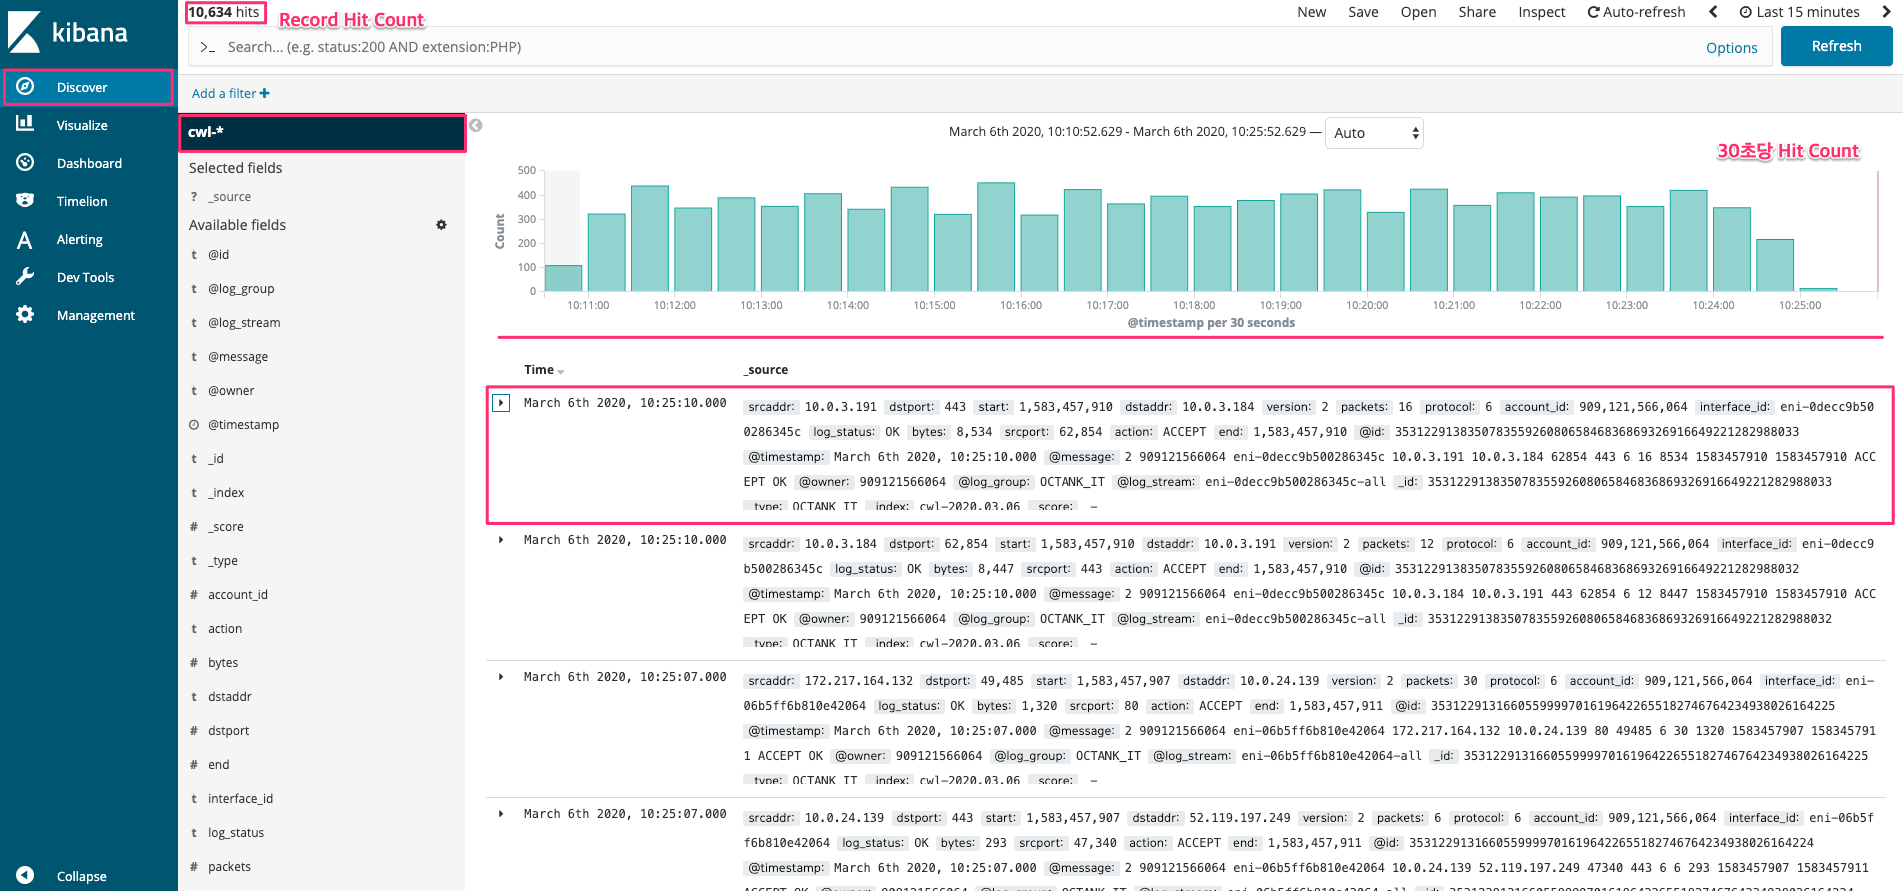 10,634 hits
Record Hit Count
New Save Open Share Inspect Auto-refresh Last 15 minutes
kibana
>_ Search... (e.g. status:200 AND extension:PHP) Options Refresh
Discover
Visualize
Dashboard
Timelion
Alerting
Dev Tools
Management
Collapse
Add a filter +
cwl-*
Selected fields
? _source
Available fields
t @id
t @log_group
t @log_stream
t @message
t @owner
@timestamp
t _id
t _index
# _score
t _type
# account_id
t action
# bytes
t dstaddr
# dstport
# end
t interface_id
t log_status
# packets
March 6th 2020, 10:10:52.629 - March 6th 2020, 10:25:52.629 — Auto
30초당 Hit Count
Count
500
400
300
200
100
0
10:11:00 10:12:00 10:13:00 10:14:00 10:15:00 10:16:00 10:17:00 10:18:00 10:19:00 10:20:00 10:21:00 10:22:00 10:23:00 10:24:00 10:25:00
@timestamp per 30 seconds
Time _source
March 6th 2020, 10:25:10.000 srcaddr: 10.0.3.191 dstport: 443 start: 1,583,457,910 dstaddr: 10.0.3.184 version: 2 packets: 16 protocol: 6 account_id: 909,121,566,064 interface_id: eni-0decc9b50
0286345c log_status: OK bytes: 8,534 srcport: 62,854 action: ACCEPT end: 1,583,457,910 @id: 35312291383507835592608065846836869326916649221282988033
@timestamp: March 6th 2020, 10:25:10.000 @message: 2 909121566064 eni-0decc9b500286345c 10.0.3.191 10.0.3.184 62854 443 6 16 8534 1583457910 1583457910 ACC
EPT OK @owner: 909121566064 @log_group: OCTANK_IT @log_stream: eni-0decc9b500286345c-all _id: 35312291383507835592608065846836869326916649221282988033
_type: OCTANK_IT _index: cwl-2020.03.06 _score: –
March 6th 2020, 10:25:10.000 srcaddr: 10.0.3.184 dstport: 62,854 start: 1,583,457,910 dstaddr: 10.0.3.191 version: 2 packets: 12 protocol: 6 account_id: 909,121,566,064 interface_id: eni-0decc9
b500286345c log_status: OK bytes: 8,447 srcport: 443 action: ACCEPT end: 1,583,457,910 @id: 35312291383507835592608065846836869326916649221282988032
@timestamp: March 6th 2020, 10:25:10.000 @message: 2 909121566064 eni-0decc9b500286345c 10.0.3.184 10.0.3.191 443 62854 6 12 8447 1583457910 1583457910 ACC
EPT OK @owner: 909121566064 @log_group: OCTANK_IT @log_stream: eni-0decc9b500286345c-all _id: 35312291383507835592608065846836869326916649221282988032
_type: OCTANK_IT _index: cwl-2020.03.06 _score: –
March 6th 2020, 10:25:07.000 srcaddr: 172.217.164.132 dstport: 49,485 start: 1,583,457,907 dstaddr: 10.0.24.139 version: 2 packets: 30 protocol: 6 account_id: 909,121,566,064 interface_id: eni-
06b5ff6b810e42064 log_status: OK bytes: 1,320 srcport: 80 action: ACCEPT end: 1,583,457,911 @id: 35312291316605599997016196422655182746764234938026164225
@timestamp: March 6th 2020, 10:25:07.000 @message: 2 909121566064 eni-06b5ff6b810e42064 172.217.164.132 10.0.24.139 80 49485 6 30 1320 1583457907 158345791
1 ACCEPT OK @owner: 909121566064 @log_group: OCTANK_IT @log_stream: eni-06b5ff6b810e42064-all _id: 35312291316605599997016196422655182746764234938026164225
_type: OCTANK_IT _index: cwl-2020.03.06 _score: –
March 6th 2020, 10:25:07.000 srcaddr: 10.0.24.139 dstport: 443 start: 1,583,457,907 dstaddr: 52.119.197.249 version: 2 packets: 6 protocol: 6 account_id: 909,121,566,064 interface_id: eni-06b5f
f6b810e42064 log_status: OK bytes: 293 srcport: 47,340 action: ACCEPT end: 1,583,457,911 @id: 35312291316605599997016196422655182746764234938026164224
@timestamp: March 6th 2020, 10:25:07.000 @message: 2 909121566064 eni-06b5ff6b810e42064 10.0.24.139 52.119.197.249 47340 443 6 6 293 1583457907 1583457911